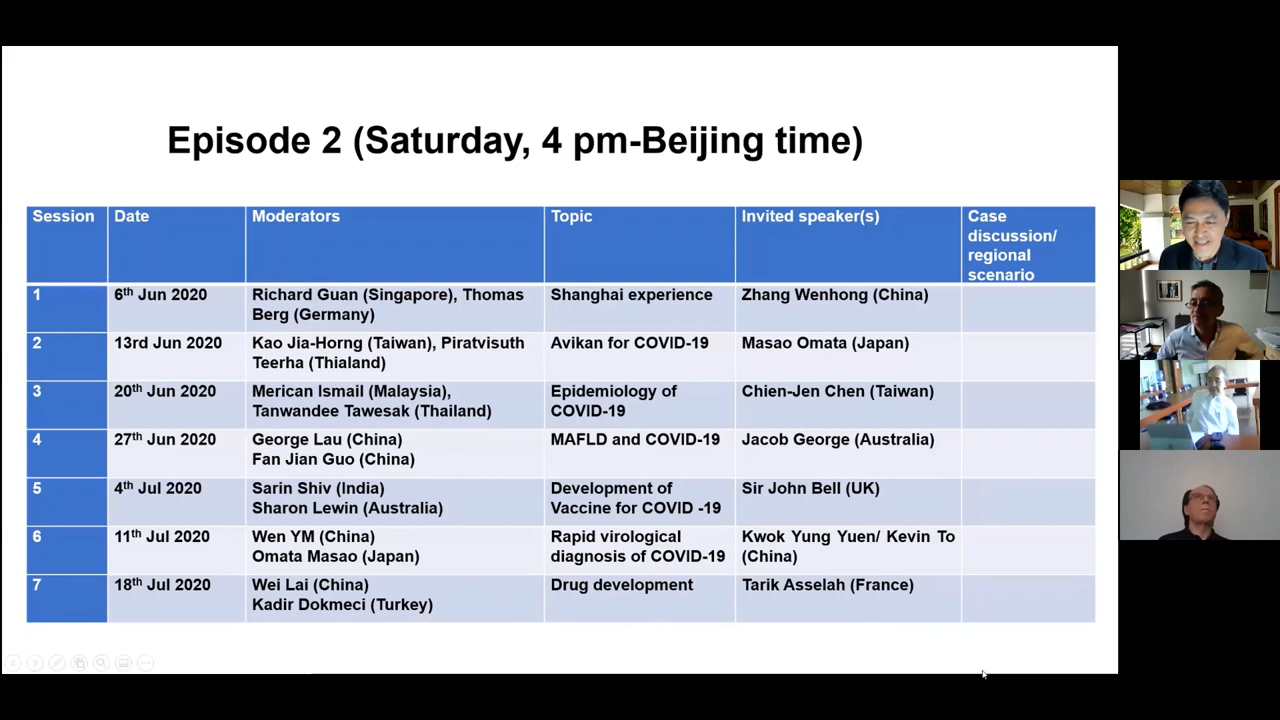 Episode 2 (Saturday, 4 pm-Beijing time)
Session Date Moderators Topic Invited speaker(s) Case
discussion/
regional
scenario
1 6th Jun 2020 Richard Guan (Singapore), Thomas Shanghai experience Zhang Wenhong (China)
Berg (Germany)
2 13rd Jun 2020 Kao Jia-Horng (Taiwan), Piratvisuth Avikan for COVID-19 Masao Omata (Japan)
Teerha (Thialand)
3 20th Jun 2020 Merican Ismail (Malaysia), Epidemiology of Chien-Jen Chen (Taiwan)
Tanwandee Tawesak (Thailand) COVID-19
4 27th Jun 2020 George Lau (China) MAFLD and COVID-19 Jacob George (Australia)
Fan Jian Guo (China)
5 4th Jul 2020 Sarin Shiv (India) Development of Sir John Bell (UK)
Sharon Lewin (Australia) Vaccine for COVID -19
6 11th Jul 2020 Wen YM (China) Rapid virological Kwok Yung Yuen/ Kevin To
Omata Masao (Japan) diagnosis of COVID-19 (China)
7 18th Jul 2020 Wei Lai (China) Drug development Tarik Asselah (France)
Kadir Dokmeci (Turkey)